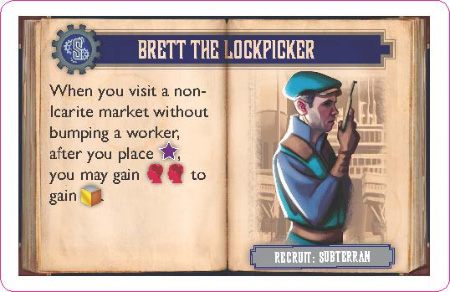 S
BRETT THE LOCKPICKER
When you visit a non-
Icarite market without
bumping a worker,
after you place ,
you may gain to
gain .
RECRUIT: SUBTERRAN